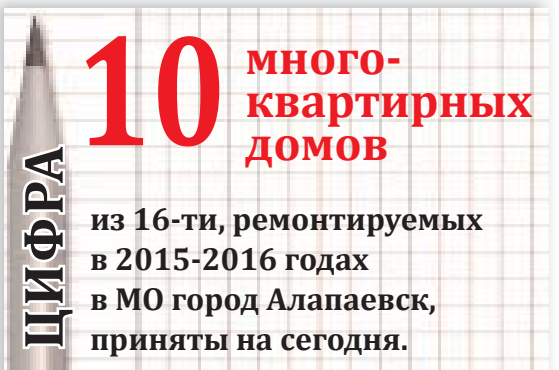 ЦИФРА
10
много-
квартирных
домов
из 16-ти, ремонтируемых
в 2015-2016 годах
в МО город Алапаевск,
приняты на сегодня.